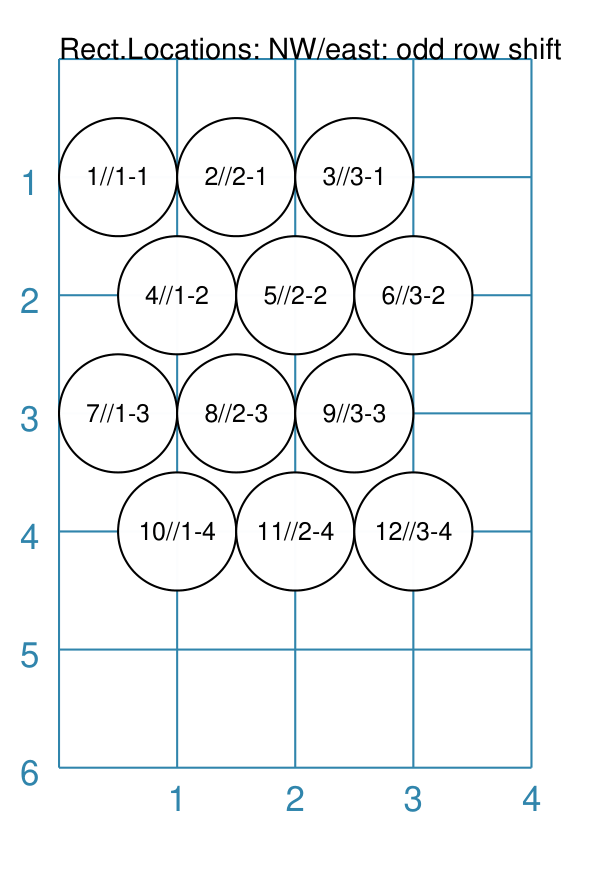 Rect.Locations: NW/east: odd row shift
1
1//1-1 2//2-1 3//3-1
2
4//1-2 5//2-2 6//3-2
3
7//1-3 8//2-3 9//3-3
4
10//1-4 11//2-4 12//3-4
5
6
1 2 3 4